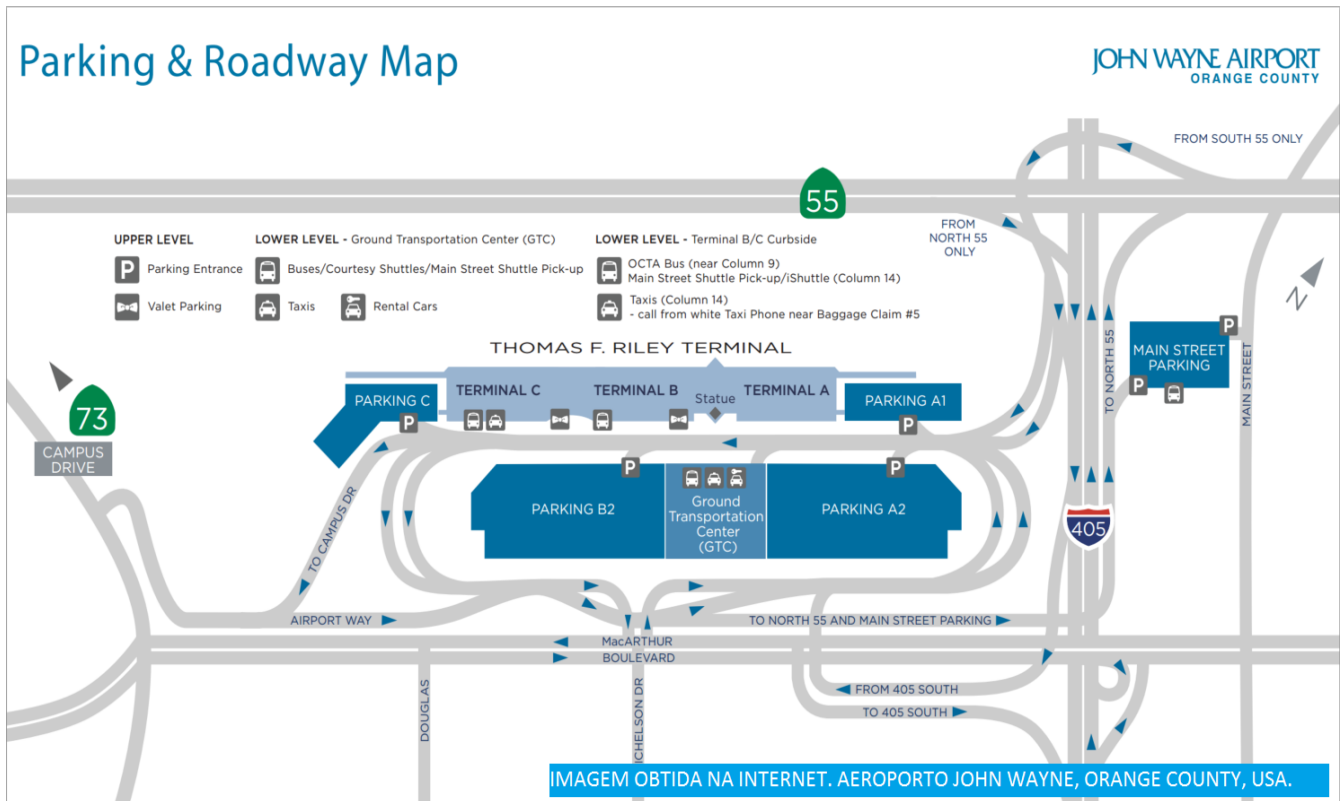 Parking & Roadway Map
JOHN WAYNE AIRPORT
ORANGE COUNTY
FROM SOUTH 55 ONLY
55
FROM
NORTH 55
ONLY
UPPER LEVEL
P Parking Entrance
Valet Parking
LOWER LEVEL - Ground Transportation Center (GTC)
Buses/Courtesy Shuttles/Main Street Shuttle Pick-up
Taxis
Rental Cars
LOWER LEVEL - Terminal B/C Curbside
OCTA Bus (near Column 9)
Main Street Shuttle Pick-up/iShuttle (Column 14)
Taxis (Column 14)
- call from white Taxi Phone near Baggage Claim #5
N
THOMAS F. RILEY TERMINAL
PARKING C
P
TERMINAL C
TERMINAL B
Statue
TERMINAL A
PARKING A1
P
TO NORTH 55
MAIN STREET
PARKING
P
P
MAIN STREET
73
CAMPUS
DRIVE
TO CAMPUS DR
P
PARKING B2
Ground
Transportation
Center
(GTC)
P
PARKING A2
405
AIRPORT WAY
TO NORTH 55 AND MAIN STREET PARKING
MacARTHUR
BOULEVARD
DOUGLAS
ICHELSON DR
FROM 405 SOUTH
TO 405 SOUTH
IMAGEM OBTIDA NA INTERNET. AEROPORTO JOHN WAYNE, ORANGE COUNTY, USA.